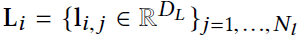 L_i = {l_{i,j} ∈ ℝ^{D_L}}_{j=1,...,N_l}